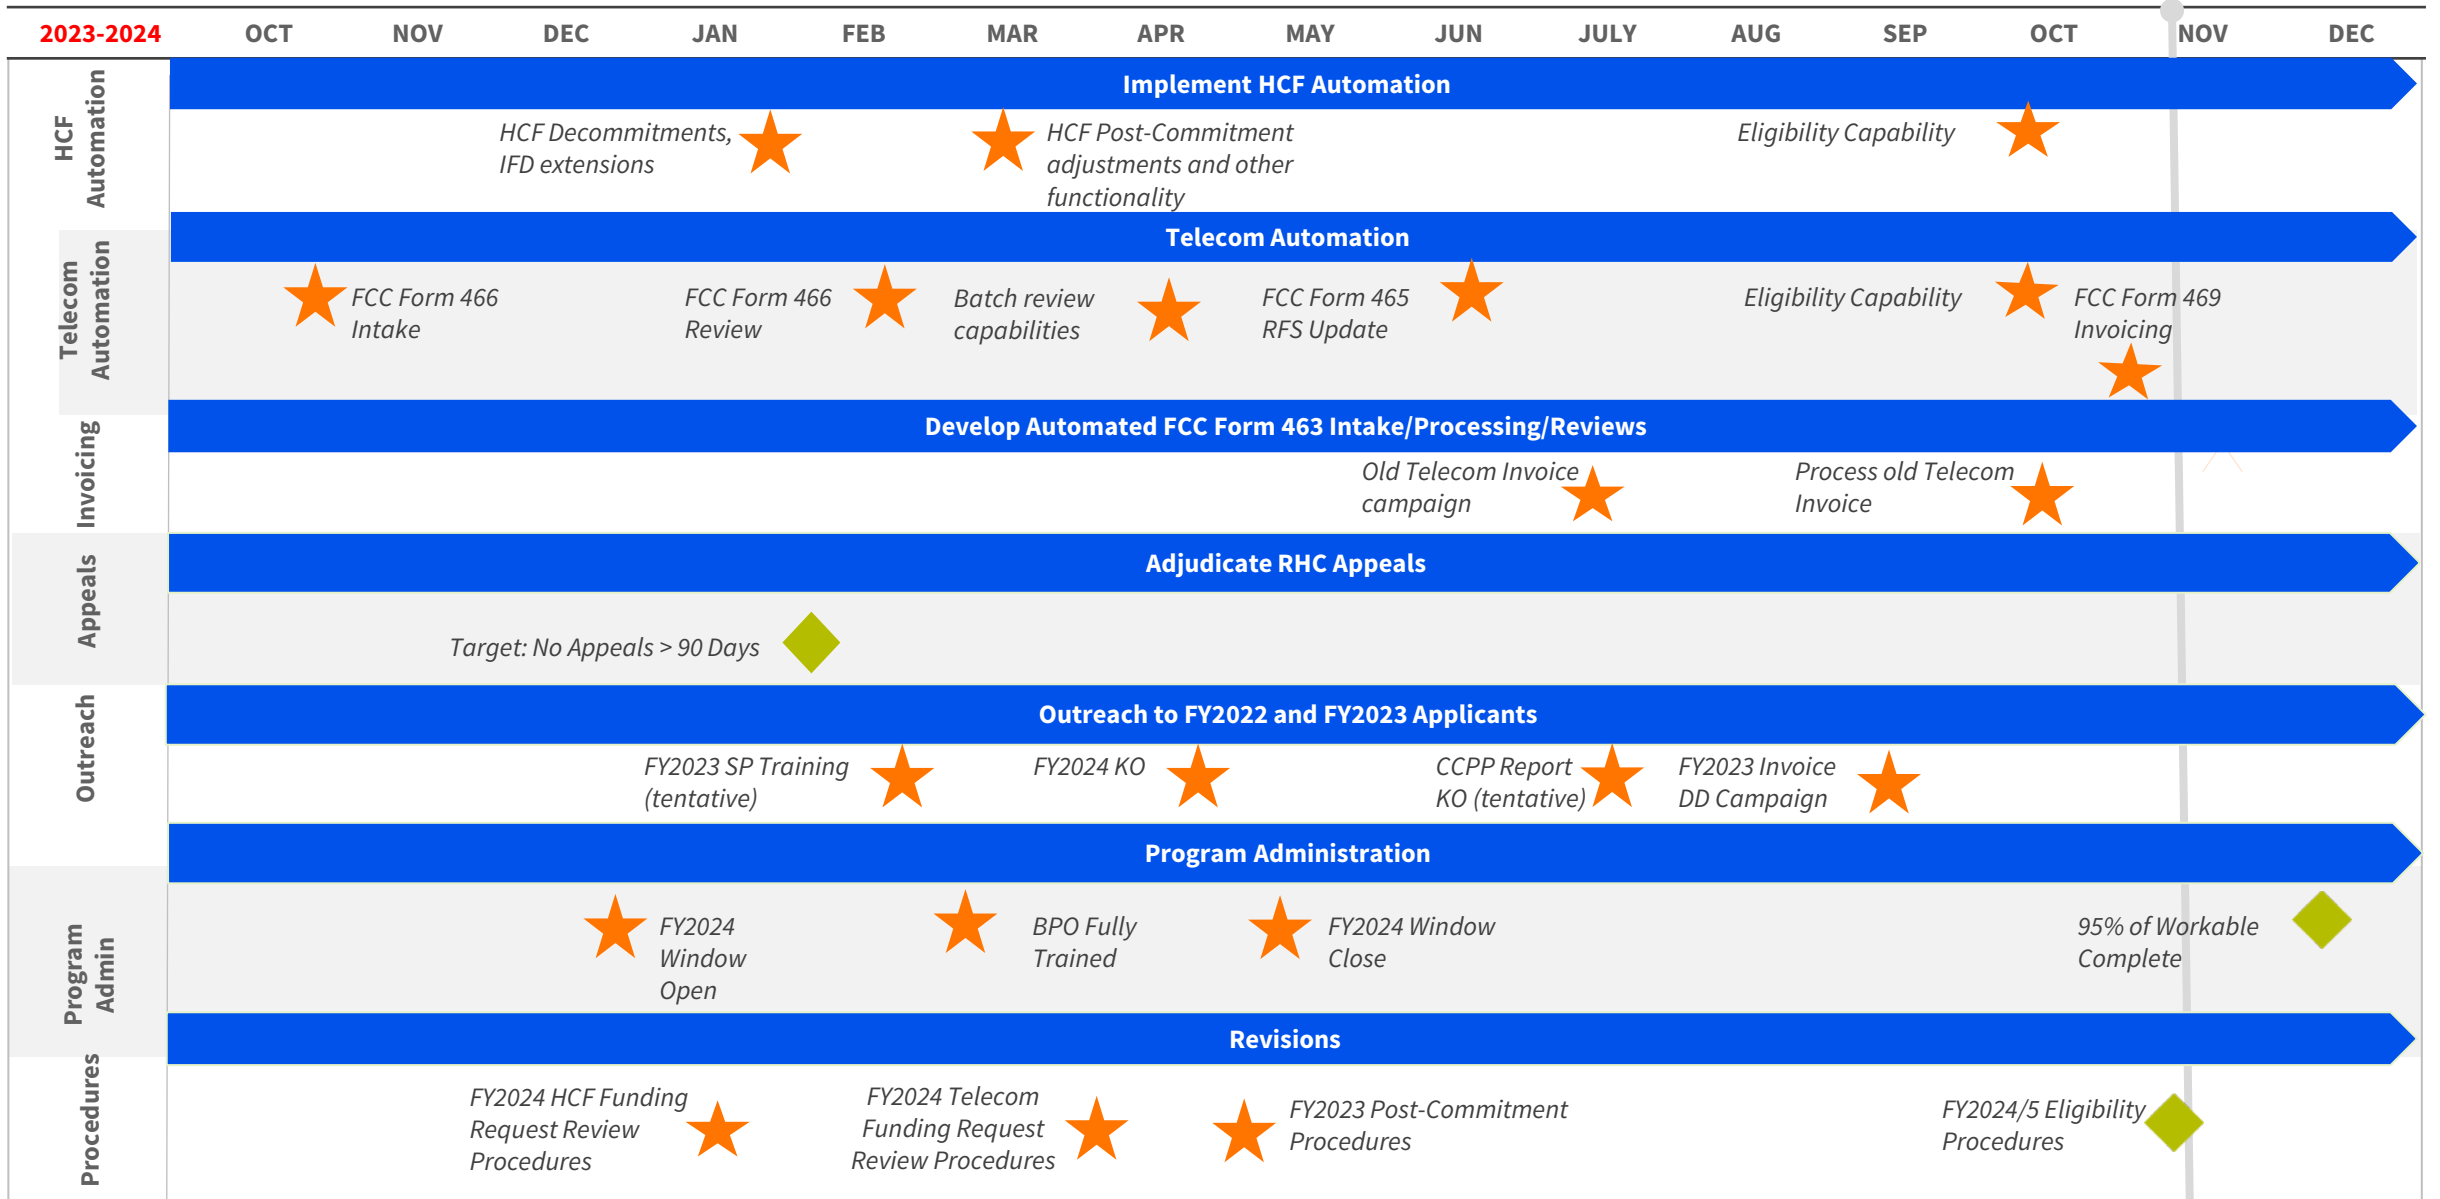 2023-2024 OCT NOV DEC JAN FEB MAR APR MAY JUN JULY AUG SEP OCT NOV DEC
HCF
Automation
Implement HCF Automation
HCF Decommitments,
IFD extensions
HCF Post-Commitment
adjustments and other
functionality
Eligibility Capability
Telecom
Automation
Telecom Automation
FCC Form 466
Intake
FCC Form 466
Review
Batch review
capabilities
FCC Form 465
RFS Update
Eligibility Capability
FCC Form 469
Invoicing
Invoicing
Develop Automated FCC Form 463 Intake/Processing/Reviews
Old Telecom Invoice
campaign
Process old Telecom
Invoice
Appeals
Adjudicate RHC Appeals
Target: No Appeals > 90 Days
Outreach
Outreach to FY2022 and FY2023 Applicants
FY2023 SP Training
(tentative)
FY2024 KO
CCPP Report
KO (tentative)
FY2023 Invoice
DD Campaign
Program
Admin
Program Administration
FY2024
Window
Open
BPO Fully
Trained
FY2024 Window
Close
95% of Workable
Complete
Procedures
Revisions
FY2024 HCF Funding
Request Review
Procedures
FY2024 Telecom
Funding Request
Review Procedures
FY2023 Post-Commitment
Procedures
FY2024/5 Eligibility
Procedures